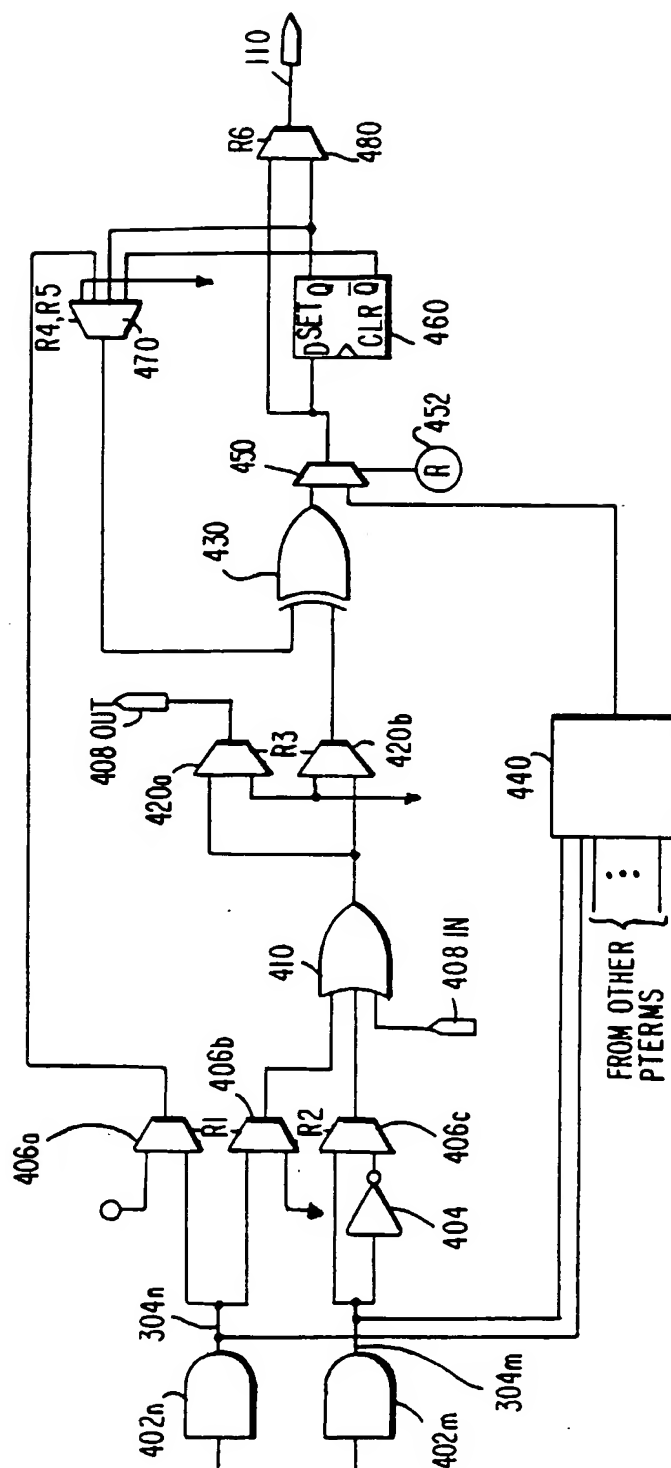 110
R6
480
R4, R5
470
SET
D
Q
CLR
Q̅
460
452
R
450
430
408 OUT
420a
R3
420b
440
410
408 IN
FROM OTHER
PTERMS
406a
R1
406b
R2
406c
404
304n
304m
402n
402m